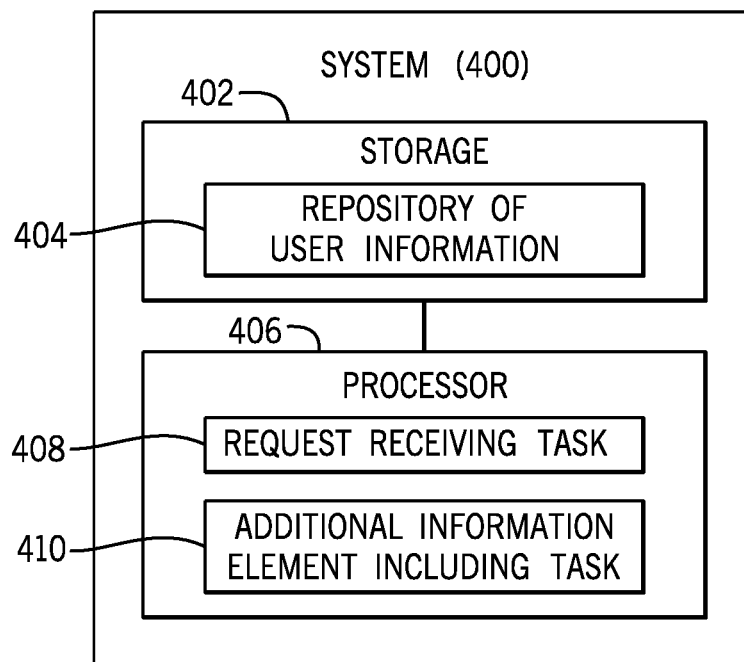 SYSTEM (400)
402
STORAGE
404
REPOSITORY OF
USER INFORMATION
406
PROCESSOR
408
REQUEST RECEIVING TASK
410
ADDITIONAL INFORMATION
ELEMENT INCLUDING TASK